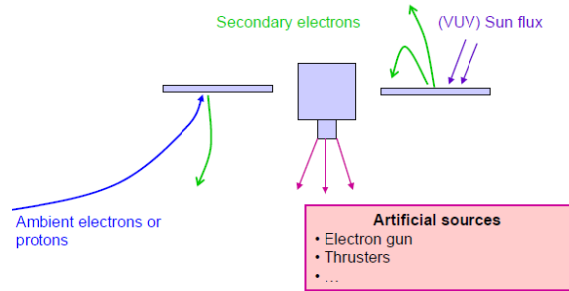 Secondary electrons
(VUV) Sun flux
Ambient electrons or
protons
Artificial sources
• Electron gun
• Thrusters
• ...